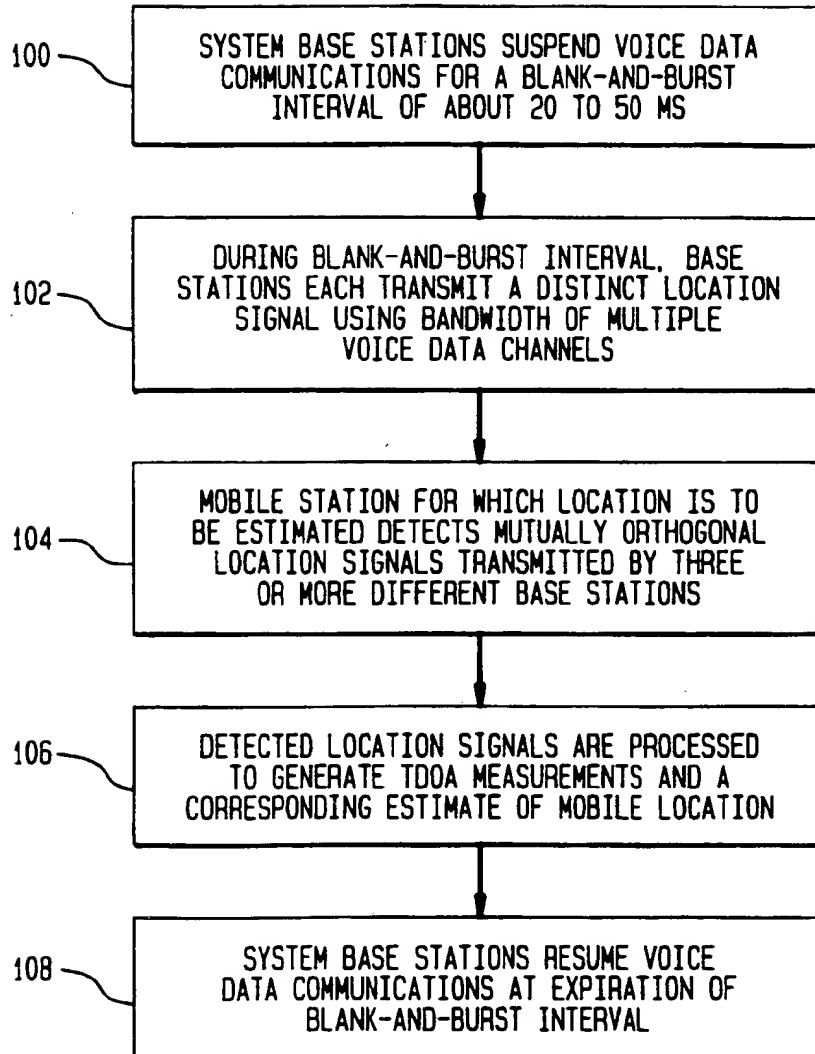 100
SYSTEM BASE STATIONS SUSPEND VOICE DATA
COMMUNICATIONS FOR A BLANK-AND-BURST
INTERVAL OF ABOUT 20 TO 50 MS
102
DURING BLANK-AND-BURST INTERVAL, BASE
STATIONS EACH TRANSMIT A DISTINCT LOCATION
SIGNAL USING BANDWIDTH OF MULTIPLE
VOICE DATA CHANNELS
104
MOBILE STATION FOR WHICH LOCATION IS TO
BE ESTIMATED DETECTS MUTUALLY ORTHOGONAL
LOCATION SIGNALS TRANSMITTED BY THREE
OR MORE DIFFERENT BASE STATIONS
106
DETECTED LOCATION SIGNALS ARE PROCESSED
TO GENERATE TDOA MEASUREMENTS AND A
CORRESPONDING ESTIMATE OF MOBILE LOCATION
108
SYSTEM BASE STATIONS RESUME VOICE
DATA COMMUNICATIONS AT EXPIRATION OF
BLANK-AND-BURST INTERVAL